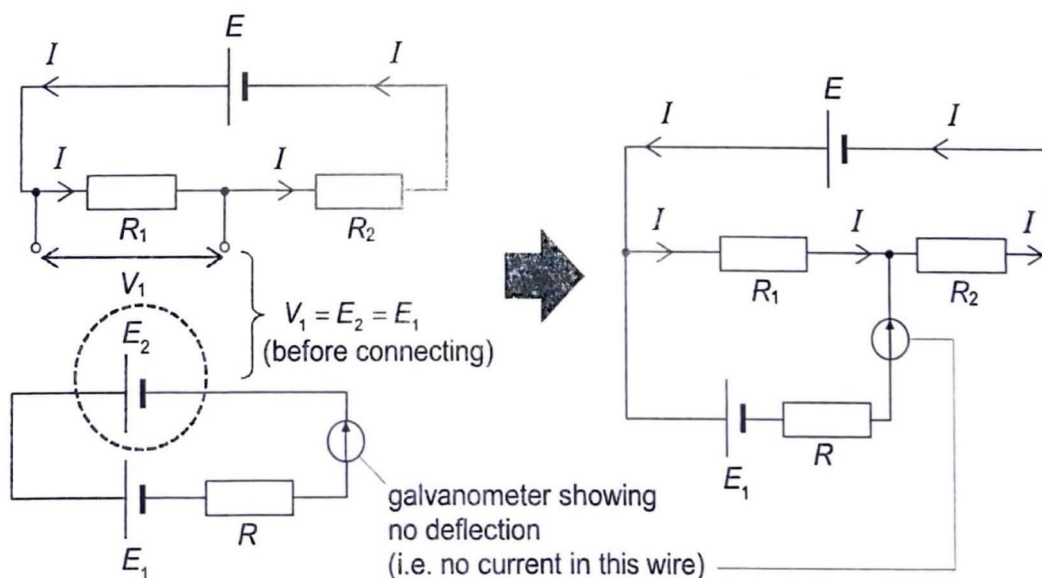 E
I
I
I
I
R1
R2
V1
V1 = E2 = E1
(before connecting)
E2
R
E1
galvanometer showing
no deflection
(i.e. no current in this wire)
E
I
I
I
I
I
R1
R2
R
E1